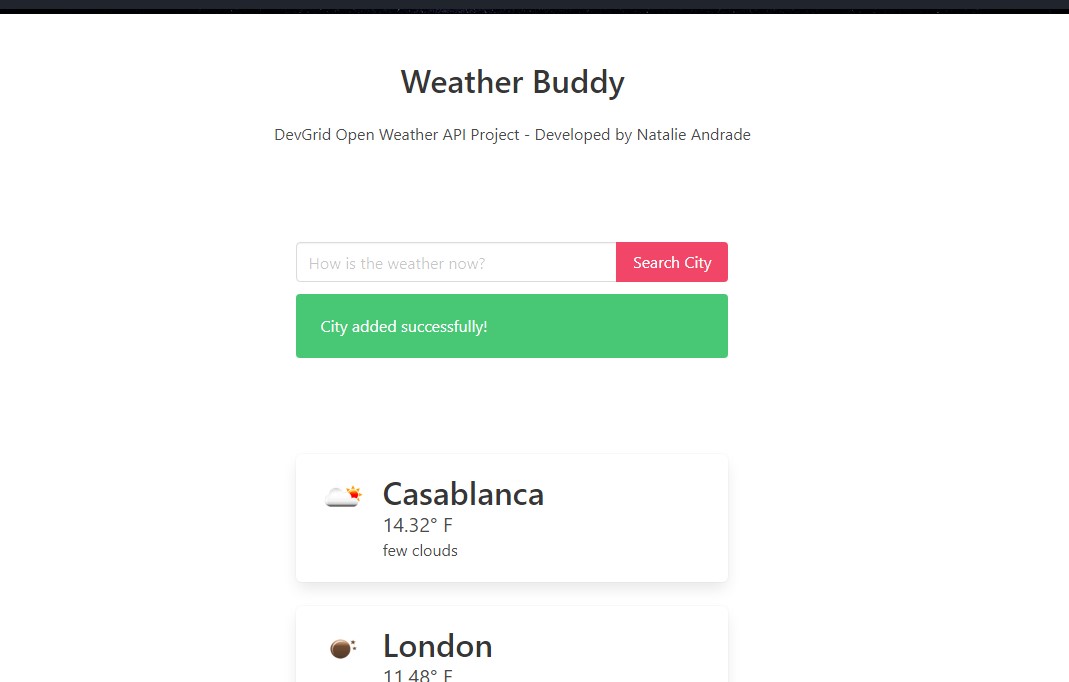 Weather Buddy
DevGrid Open Weather API Project - Developed by Natalie Andrade
How is the weather now?
Search City
City added successfully!
Casablanca
14.32° F
few clouds
London
11.48° F